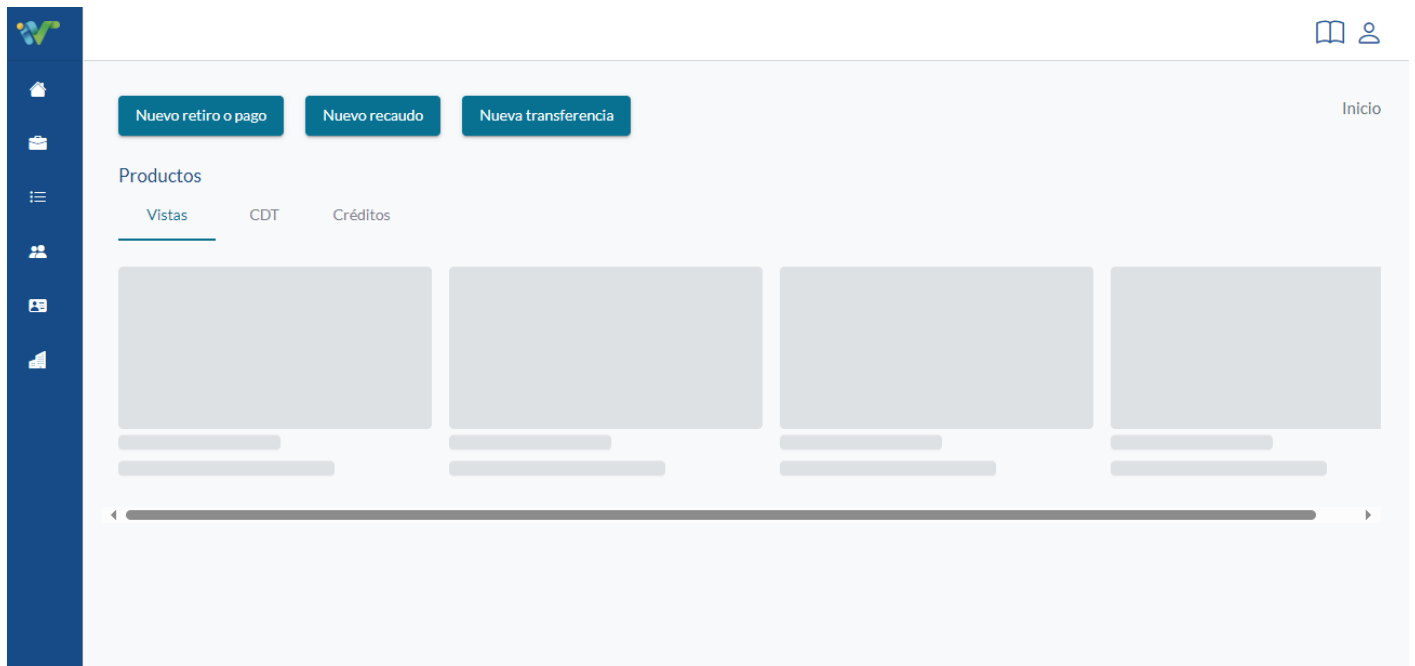 Nuevo retiro o pago
Nuevo recaudo
Nueva transferencia
Inicio
Productos
Vistas
CDT
Créditos